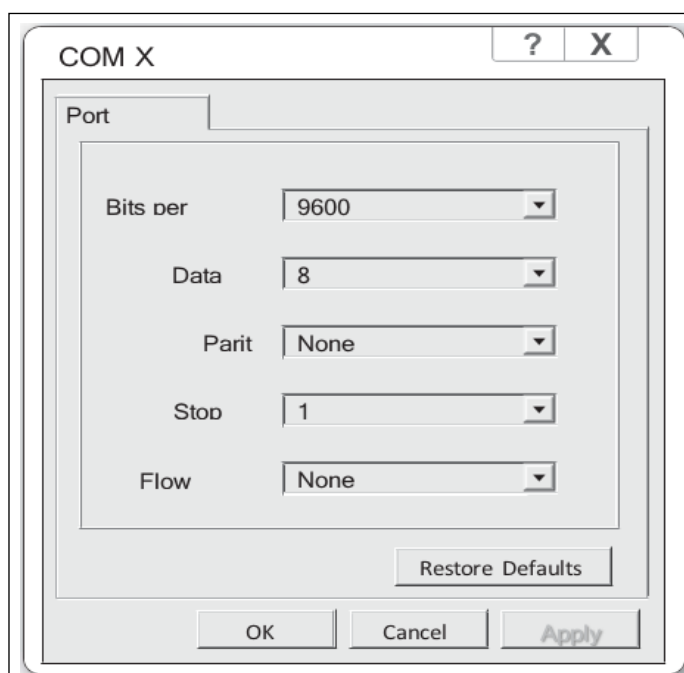 COM X ? X
Port
Bits per 9600
Data 8
Parit None
Stop 1
Flow None
Restore Defaults
OK Cancel Apply